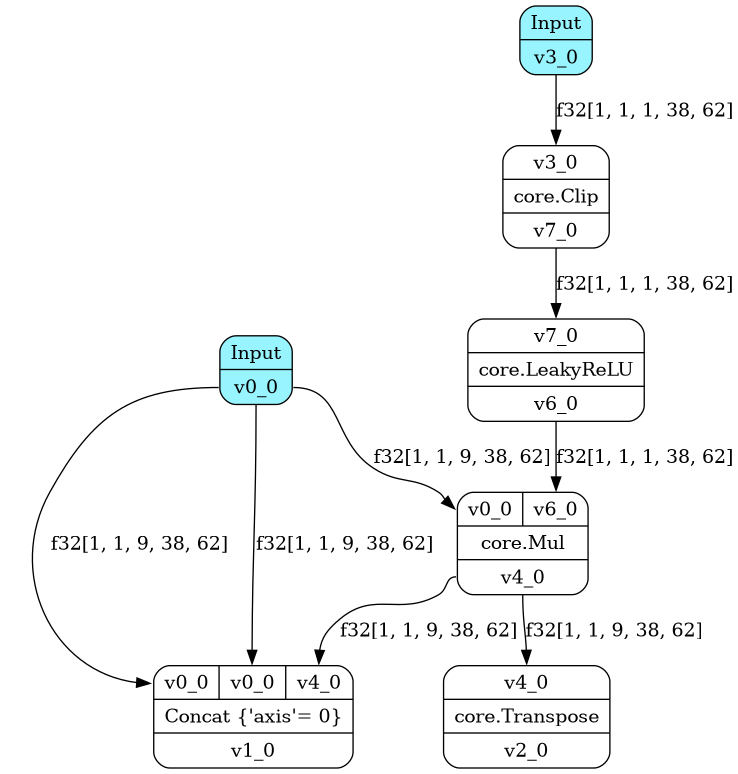 Input
v3_0
f32[1, 1, 1, 38, 62]
v3_0
core.Clip
v7_0
f32[1, 1, 1, 38, 62]
v7_0
core.LeakyReLU
v6_0
Input
v0_0
f32[1, 1, 9, 38, 62]
f32[1, 1, 1, 38, 62]
v0_0 v6_0
core.Mul
v4_0
f32[1, 1, 9, 38, 62]
f32[1, 1, 9, 38, 62]
f32[1, 1, 9, 38, 62]
f32[1, 1, 9, 38, 62]
v0_0 v0_0 v4_0
Concat {'axis'= 0}
v1_0
v4_0
core.Transpose
v2_0